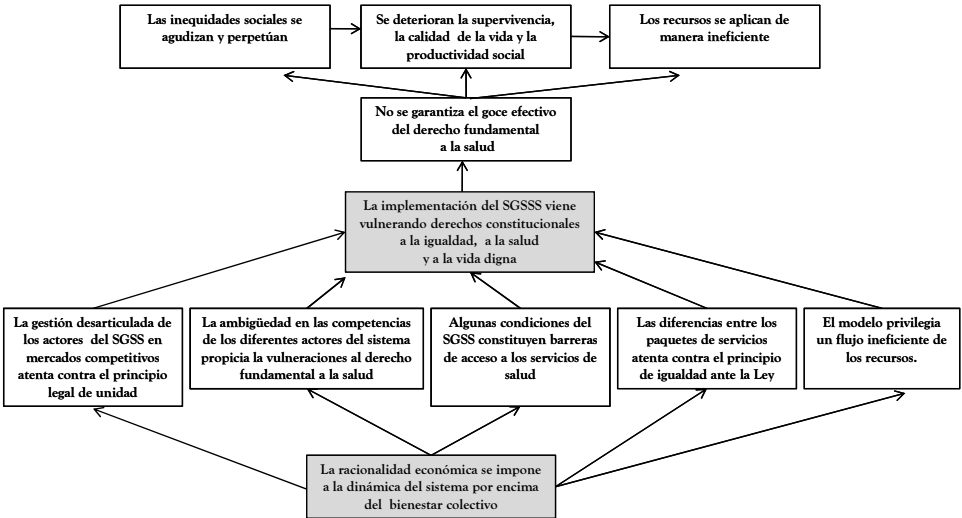 Las inequidades sociales se
agudizan y perpetúan
Se deterioran la supervivencia,
la calidad de la vida y la
productividad social
Los recursos se aplican de
manera ineficiente
No se garantiza el goce efectivo
del derecho fundamental
a la salud
La implementación del SGSSS viene
vulnerando derechos constitucionales
a la igualdad, a la salud
y a la vida digna
La gestión desarticulada de
los actores del SGSS en
mercados competitivos
atenta contra el principio
legal de unidad
La ambigüedad en las competencias
de los diferentes actores del sistema
propicia la vulneraciones al derecho
fundamental a la salud
Algunas condiciones del
SGSS constituyen barreras
de acceso a los servicios de
salud
Las diferencias entre los
paquetes de servicios
atenta contra el principio
de igualdad ante la Ley
El modelo privilegia
un flujo ineficiente de
los recursos.
La racionalidad económica se impone
a la dinámica del sistema por encima
del bienestar colectivo